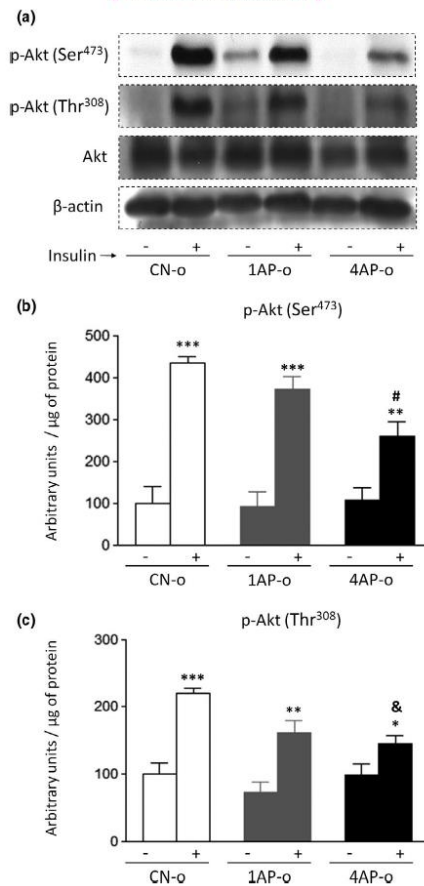 (a)
p-Akt (Ser⁴⁷³)
p-Akt (Thr³⁰⁸)
Akt
β-actin
Insulin → - + - + - +
CN-o 1AP-o 4AP-o
(b)
p-Akt (Ser⁴⁷³)
Arbitrary units / µg of protein
500
400
300
200
100
0
*** *** # **
- + - + - +
CN-o 1AP-o 4AP-o
(c)
p-Akt (Thr³⁰⁸)
Arbitrary units / µg of protein
300
200
100
0
*** ** & *
- + - + - +
CN-o 1AP-o 4AP-o